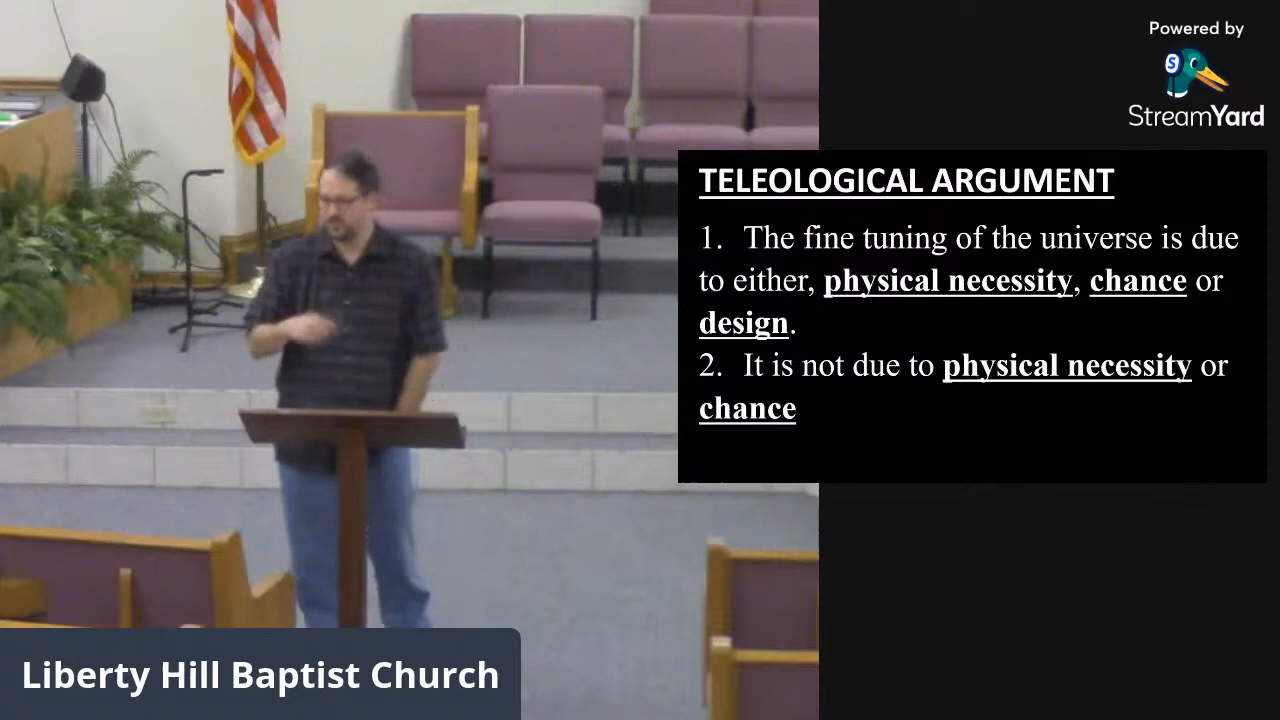 Powered by
S
StreamYard
TELEOLOGICAL ARGUMENT
1. The fine tuning of the universe is due
to either, physical necessity, chance or
design.
2. It is not due to physical necessity or
chance
Liberty Hill Baptist Church